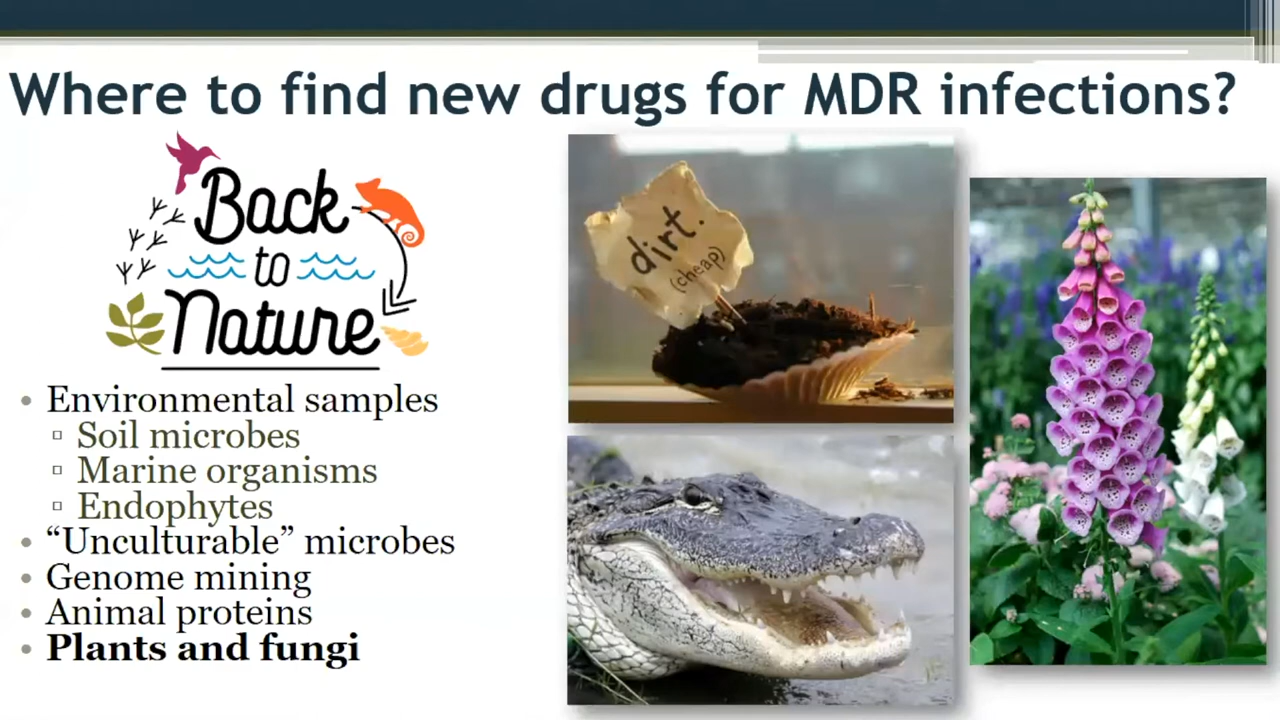 Where to find new drugs for MDR infections?
Back
to
Nature
dirt.
(cheap)
• Environmental samples
▫ Soil microbes
▫ Marine organisms
▫ Endophytes
• “Unculturable” microbes
• Genome mining
• Animal proteins
• Plants and fungi